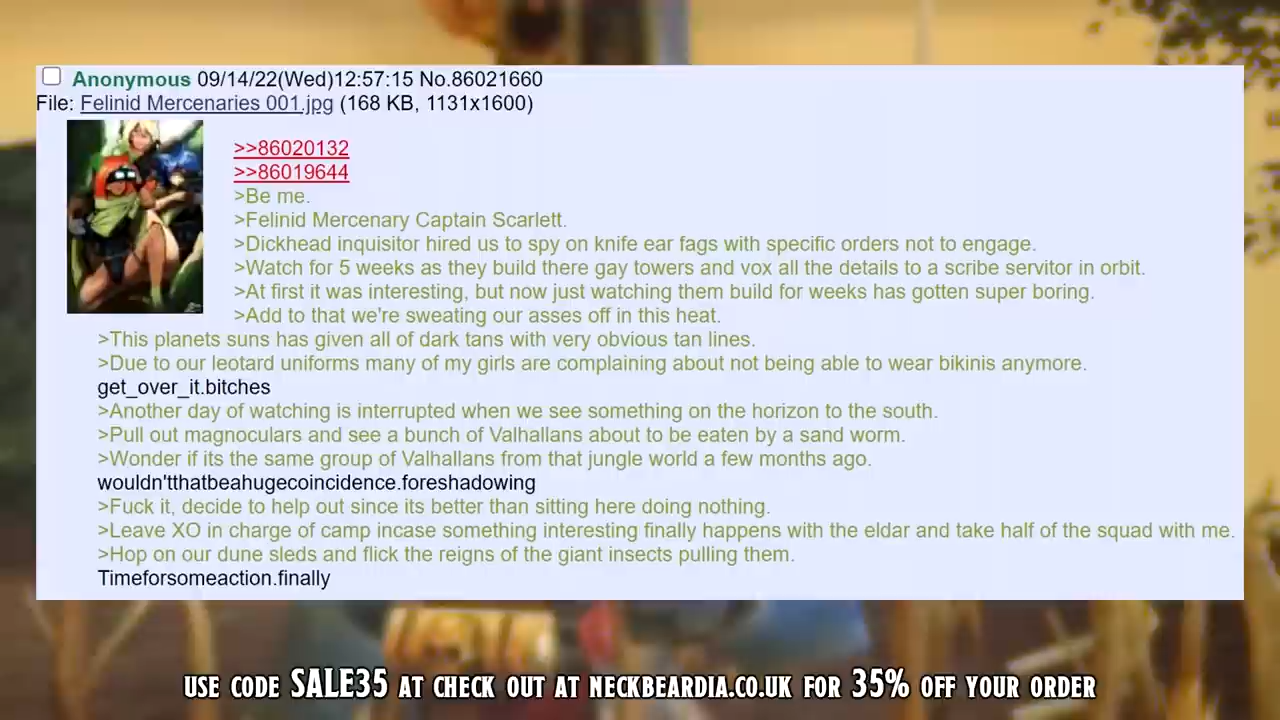 Anonymous 09/14/22(Wed)12:57:15 No.86021660
File: Felinid Mercenaries 001.jpg (168 KB, 1131x1600)
>>86020132
>>86019644
>Be me.
>Felinid Mercenary Captain Scarlett.
>Dickhead inquisitor hired us to spy on knife ear fags with specific orders not to engage.
>Watch for 5 weeks as they build there gay towers and vox all the details to a scribe servitor in orbit.
>At first it was interesting, but now just watching them build for weeks has gotten super boring.
>Add to that we're sweating our asses off in this heat.
>This planets suns has given all of dark tans with very obvious tan lines.
>Due to our leotard uniforms many of my girls are complaining about not being able to wear bikinis anymore.
get_over_it.bitches
>Another day of watching is interrupted when we see something on the horizon to the south.
>Pull out magnoculars and see a bunch of Valhallans about to be eaten by a sand worm.
>Wonder if its the same group of Valhallans from that jungle world a few months ago.
wouldn'tthatbeahugecoincidence.foreshadowing
>Fuck it, decide to help out since its better than sitting here doing nothing.
>Leave XO in charge of camp incase something interesting finally happens with the eldar and take half of the squad with me.
>Hop on our dune sleds and flick the reigns of the giant insects pulling them.
Timeforsomeaction.finally
USE CODE SALE35 AT CHECK OUT AT NECKBEARDIA.CO.UK FOR 35% OFF YOUR ORDER